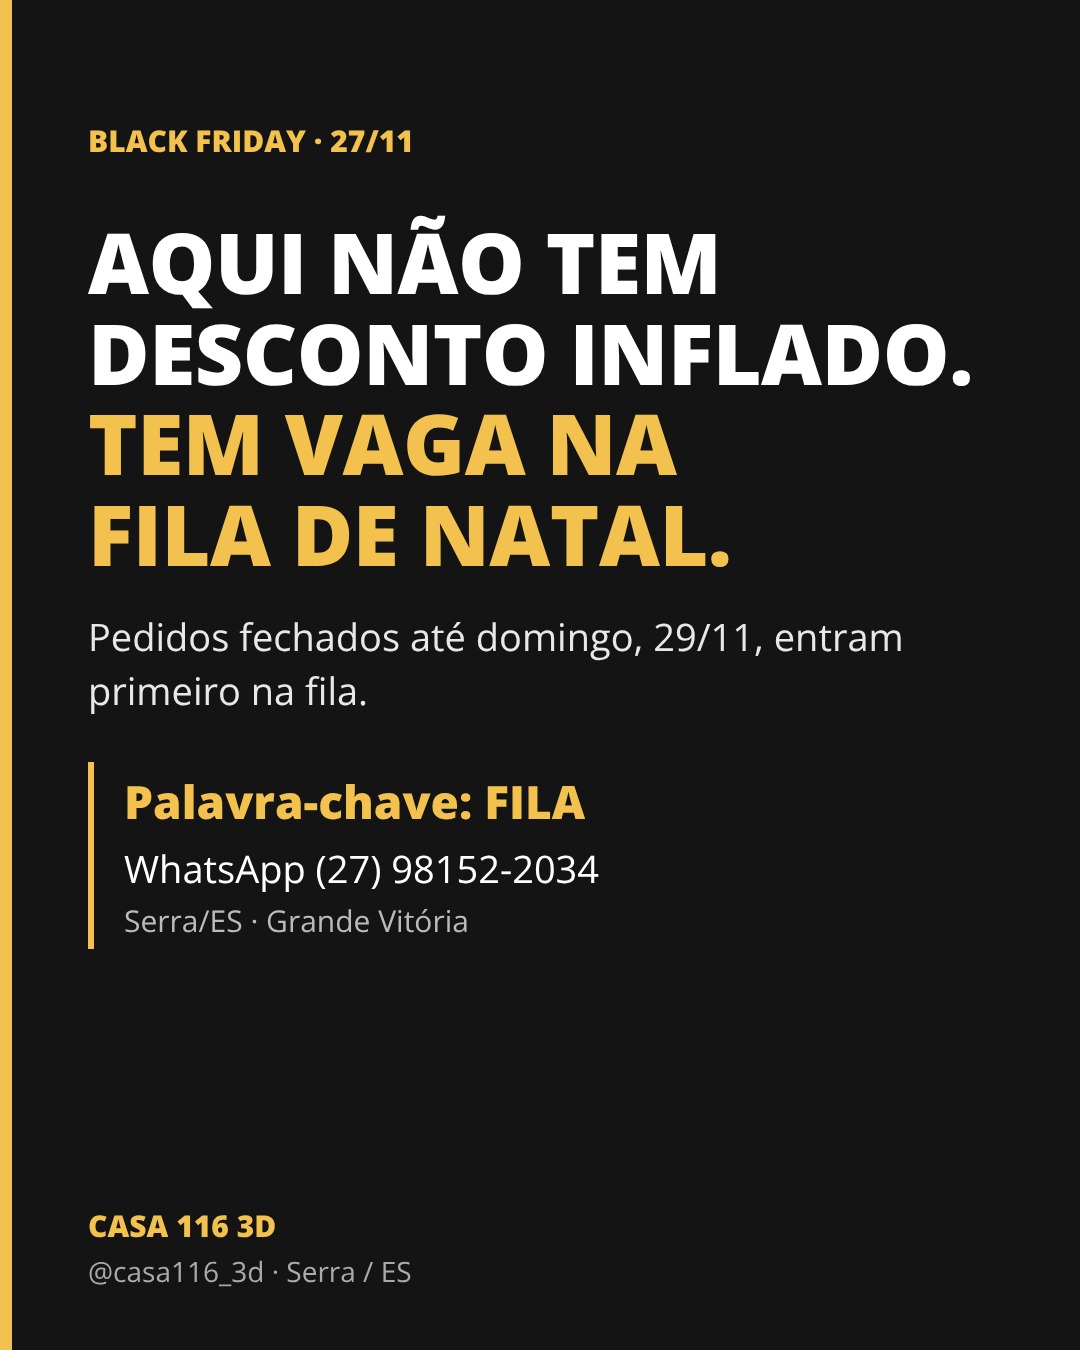 BLACK FRIDAY · 27/11
AQUI NÃO TEM
DESCONTO INFLADO.
TEM VAGA NA
FILA DE NATAL.
Pedidos fechados até domingo, 29/11, entram
primeiro na fila.
Palavra-chave: FILA
WhatsApp (27) 98152-2034
Serra/ES · Grande Vitória
CASA 116 3D
@casa116_3d · Serra / ES